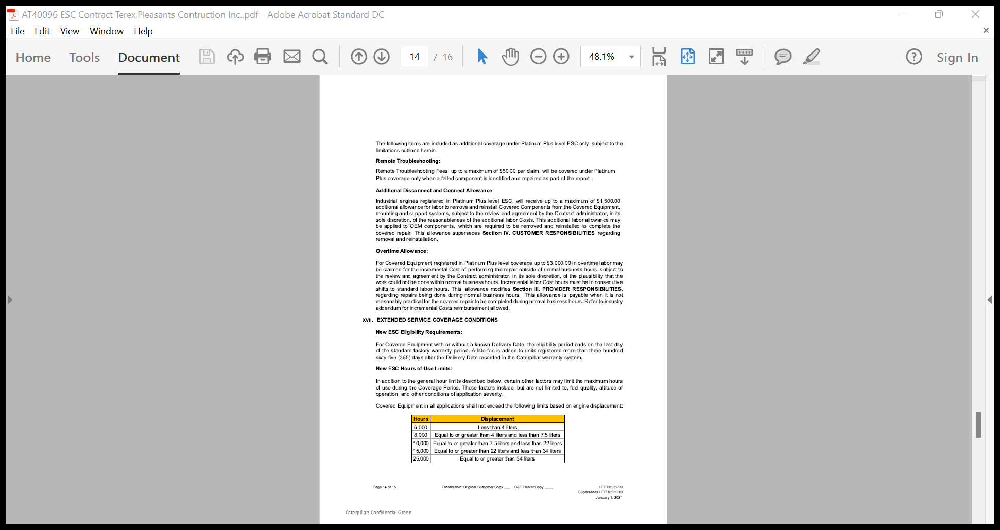 AT40096 ESC Contract Terex,Pleasants Contruction Inc..pdf - Adobe Acrobat Standard DC
File Edit View Window Help
Home Tools Document 14 / 16 48.1% Sign In
The following items are included as additional coverage under Platinum Plus level ESC only, subject to the
limitations outlined herein.
Remote Troubleshooting:
Remote Troubleshooting Fees, up to a maximum of $50.00 per claim, will be covered under Platinum
Plus coverage only when a failed component is identified and repaired as part of the report.
Additional Disconnect and Connect Allowance:
Industrial engines registered in Platinum Plus level ESC, will receive up to a maximum of $1,500.00
additional allowance for labor to remove and reinstall Covered Components from the Covered Equipment,
mounting and support systems, subject to the review and agreement by the Contract administrator, in its
sole discretion, of the reasonableness of the additional labor Costs. This additional labor allowance may
be applied to OEM components, which are required to be removed and reinstalled to complete the
covered repair. This allowance supersedes Section IV. CUSTOMER RESPONSIBILITIES regarding
removal and reinstallation.
Overtime Allowance:
For Covered Equipment registered in Platinum Plus level coverage up to $3,000.00 in overtime labor may
be claimed for the incremental Cost of performing the repair outside of normal business hours, subject to
the review and agreement by the Contract administrator, in its sole discretion, of the plausibility that the
work could not be done within normal business hours. Incremental labor Cost hours must be in consecutive
shifts to standard labor hours. This allowance modifies Section III. PROVIDER RESPONSIBILITIES,
regarding repairs being done during normal business hours. This allowance is payable when it is not
reasonably practical for the covered repair to be completed during normal business hours. Refer to industry
addendum for incremental Costs reimbursement allowed.
XVII. EXTENDED SERVICE COVERAGE CONDITIONS
New ESC Eligibility Requirements:
For Covered Equipment with or without a known Delivery Date, the eligibility period ends on the last day
of the standard factory warranty period. A late fee is added to units registered more than three hundred
sixty-five (365) days after the Delivery Date recorded in the Caterpillar warranty system.
New ESC Hours of Use Limits:
In addition to the general hour limits described below, certain other factors may limit the maximum hours
of use during the Coverage Period. These factors include, but are not limited to, fuel quality, altitude of
operation, and other conditions of application severity.
Covered Equipment in all applications shall not exceed the following limits based on engine displacement:
Hours Displacement
6,000 Less than 4 liters
8,000 Equal to or greater than 4 liters and less than 7.5 liters
10,000 Equal to or greater than 7.5 liters and less than 22 liters
15,000 Equal to or greater than 22 liters and less than 34 liters
25,000 Equal to or greater than 34 liters
Page 14 of 15 Distribution: Original Customer Copy ___ CAT Dealer Copy ____ LEEH6232-20
Supersedes LEEH6232-19
January 1, 2021
Caterpillar: Confidential Green